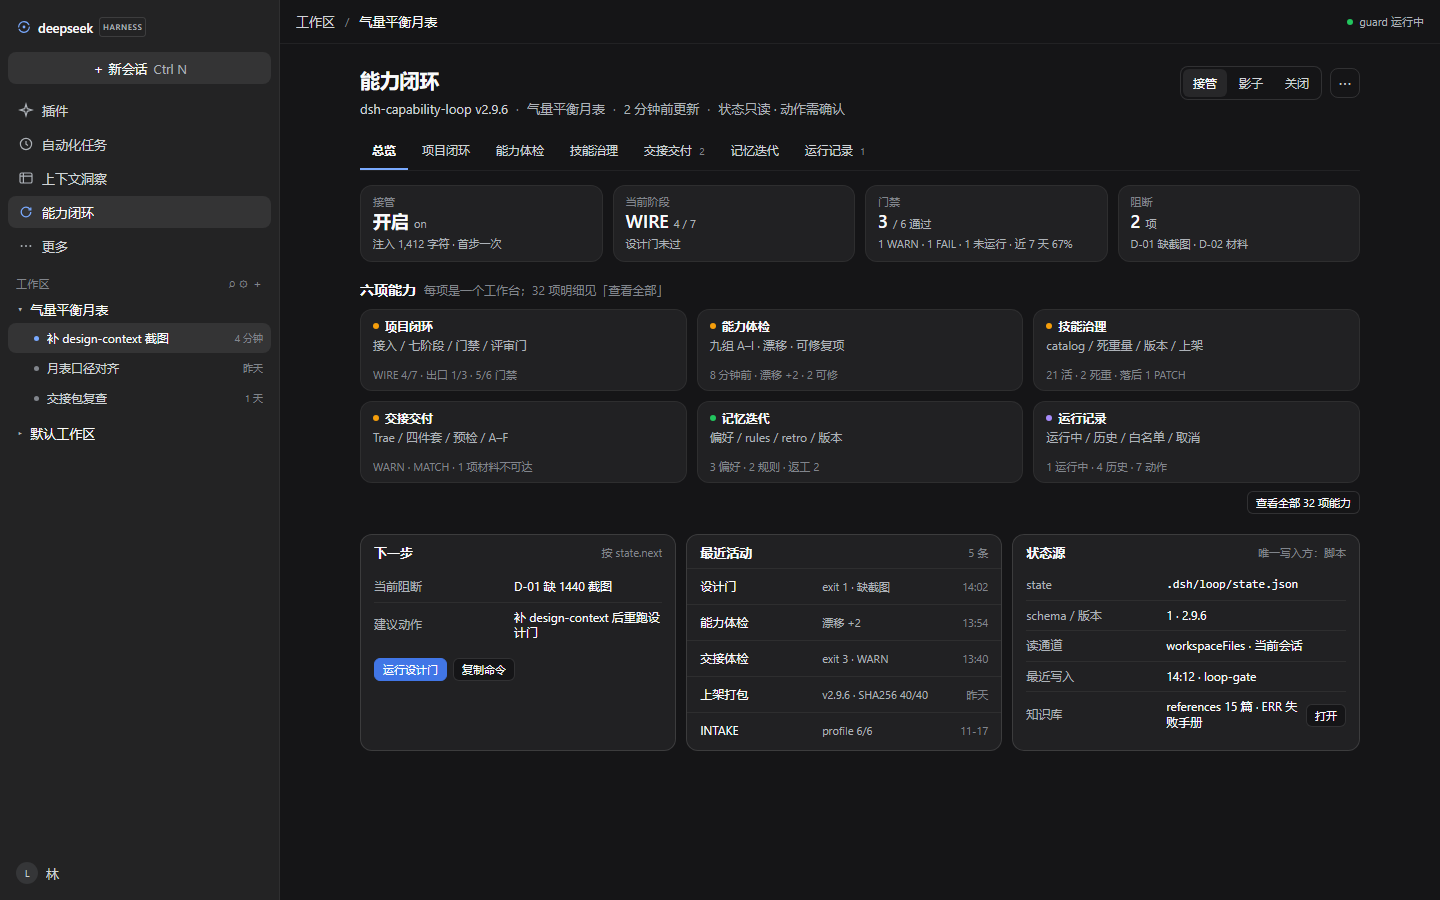 deepseek HARNESS
+ 新会话 Ctrl N
插件
自动化任务
上下文洞察
能力闭环
更多
工作区
气量平衡月表
补 design-context 截图 4 分钟
月表口径对齐 昨天
交接包复查 1 天
默认工作区
L 林
工作区 / 气量平衡月表
guard 运行中
能力闭环
接管 影子 关闭
dsh-capability-loop v2.9.6 · 气量平衡月表 · 2 分钟前更新 · 状态只读 · 动作需确认
总览 项目闭环 能力体检 技能治理 交接交付 2 记忆迭代 运行记录 1
接管
开启 on
注入 1,412 字符 · 首步一次
当前阶段
WIRE 4 / 7
设计门未过
门禁
3 / 6 通过
1 WARN · 1 FAIL · 1 未运行 · 近 7 天 67%
阻断
2 项
D-01 缺截图 · D-02 材料
六项能力 每项是一个工作台；32 项明细见「查看全部」
项目闭环
接入 / 七阶段 / 门禁 / 评审门
WIRE 4/7 · 出口 1/3 · 5/6 门禁
能力体检
九组 A–I · 漂移 · 可修复项
8 分钟前 · 漂移 +2 · 2 可修
技能治理
catalog / 死重量 / 版本 / 上架
21 活 · 2 死重 · 落后 1 PATCH
交接交付
Trae / 四件套 / 预检 / A–F
WARN · MATCH · 1 项材料不可达
记忆迭代
偏好 / rules / retro / 版本
3 偏好 · 2 规则 · 返工 2
运行记录
运行中 / 历史 / 白名单 / 取消
1 运行中 · 4 历史 · 7 动作
查看全部 32 项能力
下一步 按 state.next
当前阻断 D-01 缺 1440 截图
建议动作 补 design-context 后重跑设
计门
运行设计门 复制命令
最近活动 5 条
设计门 exit 1 · 缺截图 14:02
能力体检 漂移 +2 13:54
交接体检 exit 3 · WARN 13:40
上架打包 v2.9.6 · SHA256 40/40 昨天
INTAKE profile 6/6 11-17
状态源 唯一写入方：脚本
state .dsh/loop/state.json
schema / 版本 1 · 2.9.6
读通道 workspaceFiles · 当前会话
最近写入 14:12 · loop-gate
知识库 references 15 篇 · ERR 失
败手册
打开